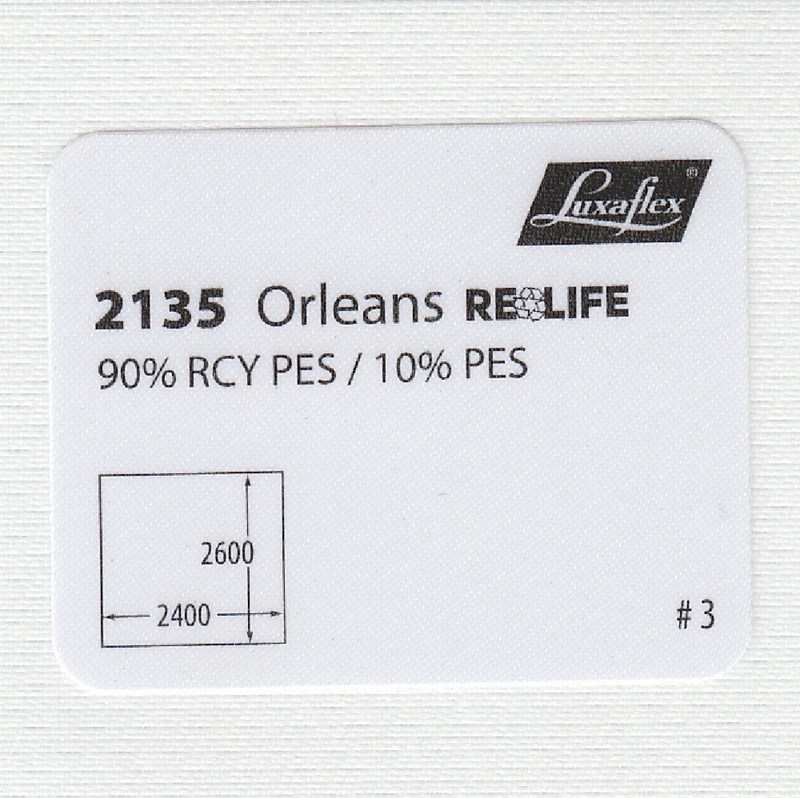 Luxaflex®
2135 Orleans RE LIFE
90% RCY PES / 10% PES
2600
2400
# 3